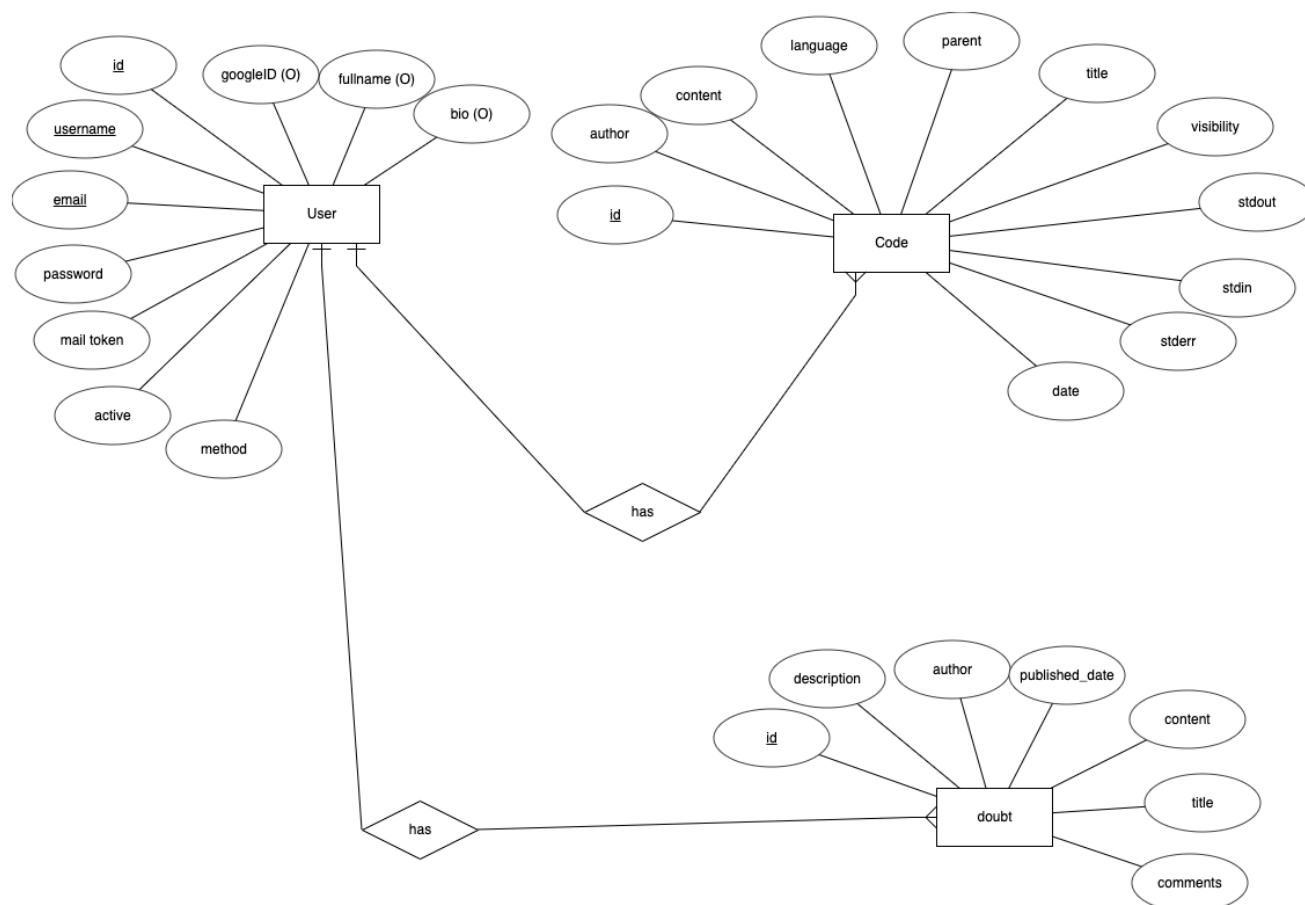 id
googleID (O)
fullname (O)
bio (O)
username
email
User
password
mail token
active
method
language
parent
title
content
visibility
author
id
stdout
Code
stdin
stderr
date
has
description
author
published_date
content
id
title
doubt
has
comments